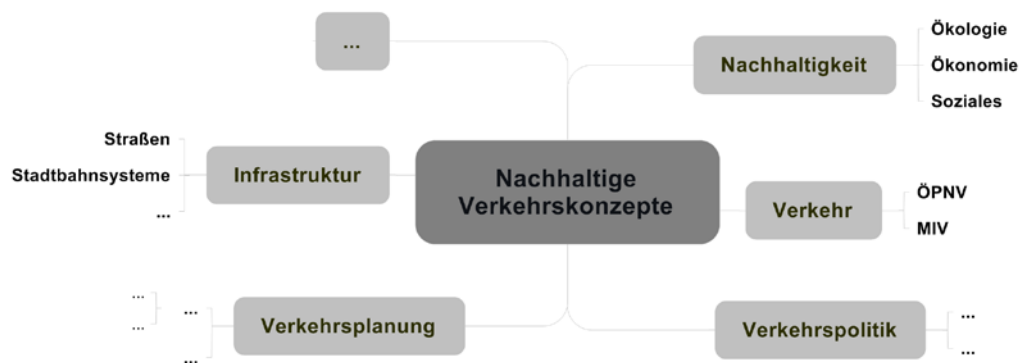 ...
Nachhaltigkeit
Ökologie
Ökonomie
Soziales
Straßen
Stadtbahnsysteme
...
Infrastruktur
Nachhaltige
Verkehrskonzepte
Verkehr
ÖPNV
MIV
...
...
...
...
Verkehrsplanung
Verkehrspolitik
...
...